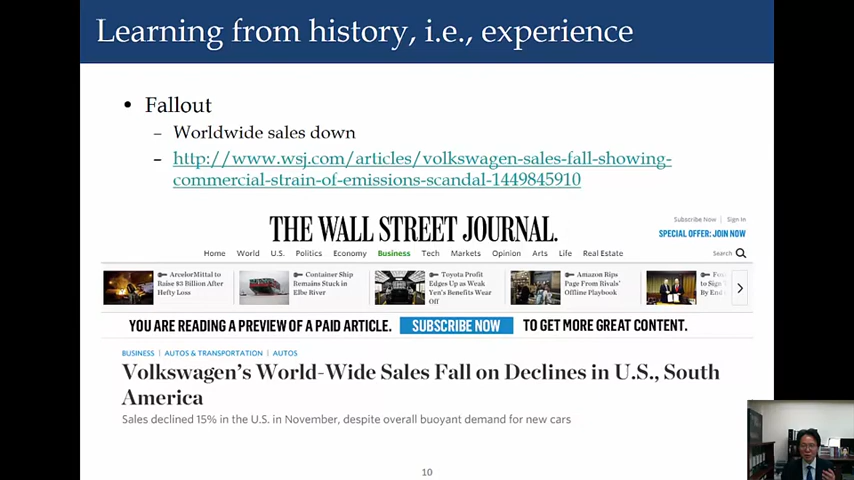 Learning from history, i.e., experience
• Fallout
– Worldwide sales down
– http://www.wsj.com/articles/volkswagen-sales-fall-showing-
commercial-strain-of-emissions-scandal-1449845910
THE WALL STREET JOURNAL.
Subscribe Now | Sign In
SPECIAL OFFER: JOIN NOW
Home World U.S. Politics Economy Business Tech Markets Opinion Arts Life Real Estate
Search
ArcelorMittal to
Raise $3 Billion After
Hefty Loss
Container Ship
Remains Stuck in
Elbe River
Toyota Profit
Edges Up as Weak
Yen's Benefits Wear
Off
Amazon Rips
Page From Rivals'
Offline Playbook
to Sign
By End
YOU ARE READING A PREVIEW OF A PAID ARTICLE. SUBSCRIBE NOW TO GET MORE GREAT CONTENT.
BUSINESS | AUTOS & TRANSPORTATION | AUTOS
Volkswagen's World-Wide Sales Fall on Declines in U.S., South
America
Sales declined 15% in the U.S. in November, despite overall buoyant demand for new cars
10